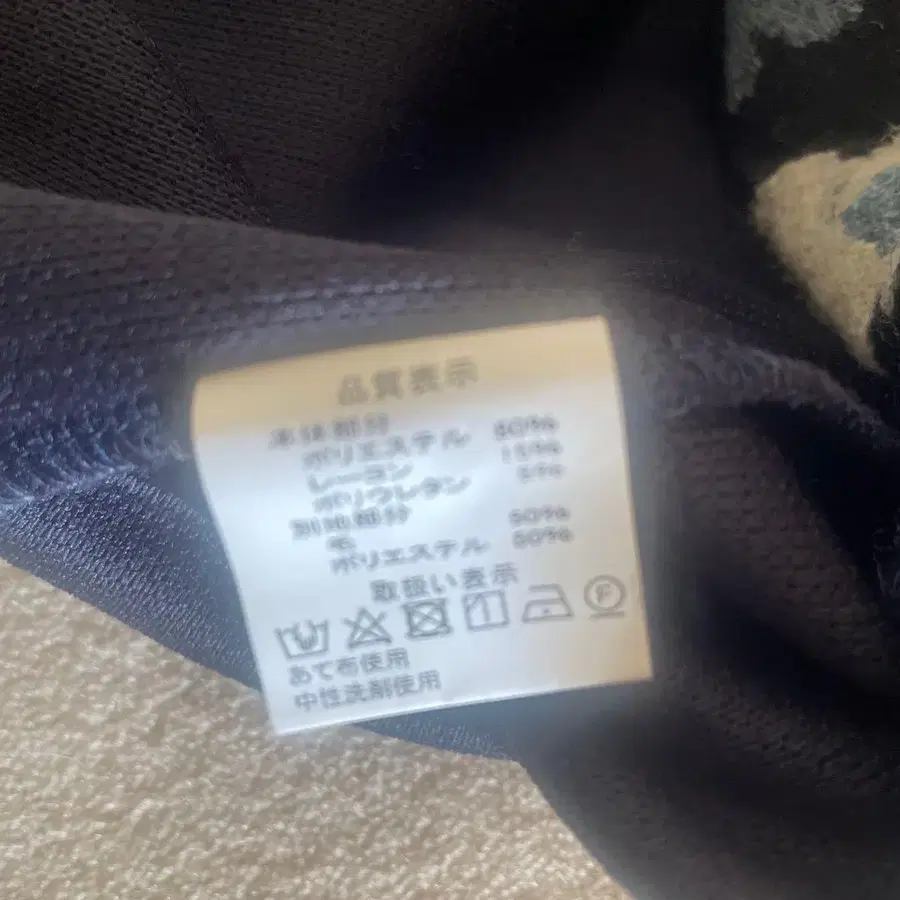 品質表示
本体部分
ポリエステル 80%
レーヨン 15%
ポリウレタン 5%
別地部分
毛 50%
ポリエステル 50%
取扱い表示
F
あて布使用
中性洗剤使用